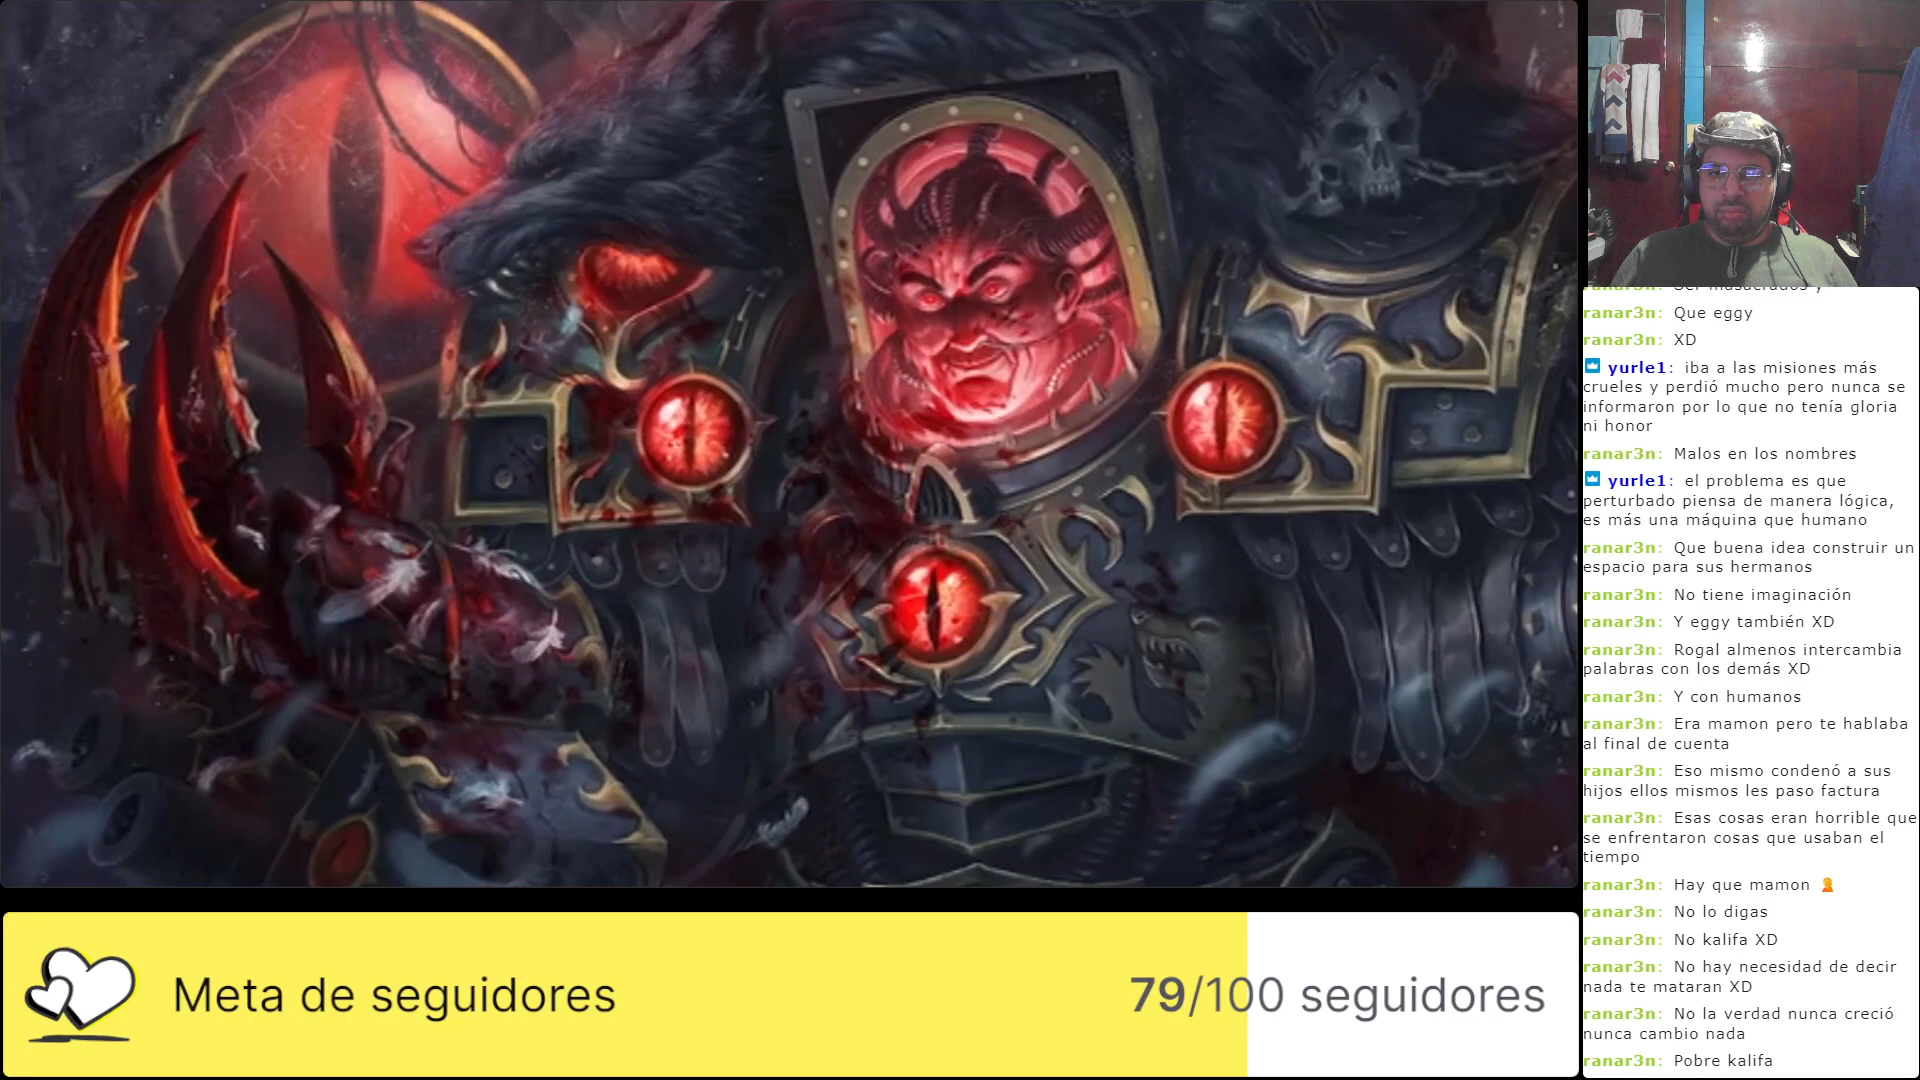 Meta de seguidores
79/100 seguidores
ranar3n: Que eggy
ranar3n: XD
yurle1: iba a las misiones más
crueles y perdió mucho pero nunca se
informaron por lo que no tenía gloria
ni honor
ranar3n: Malos en los nombres
yurle1: el problema es que
perturbado piensa de manera lógica,
es más una máquina que humano
ranar3n: Que buena idea construir un
espacio para sus hermanos
ranar3n: No tiene imaginación
ranar3n: Y eggy también XD
ranar3n: Rogal almenos intercambia
palabras con los demás XD
ranar3n: Y con humanos
ranar3n: Era mamon pero te hablaba
al final de cuenta
ranar3n: Eso mismo condenó a sus
hijos ellos mismos les paso factura
ranar3n: Esas cosas eran horrible que
se enfrentaron cosas que usaban el
tiempo
ranar3n: Hay que mamon 🤦
ranar3n: No lo digas
ranar3n: No kalifa XD
ranar3n: No hay necesidad de decir
nada te mataran XD
ranar3n: No la verdad nunca creció
nunca cambio nada
ranar3n: Pobre kalifa